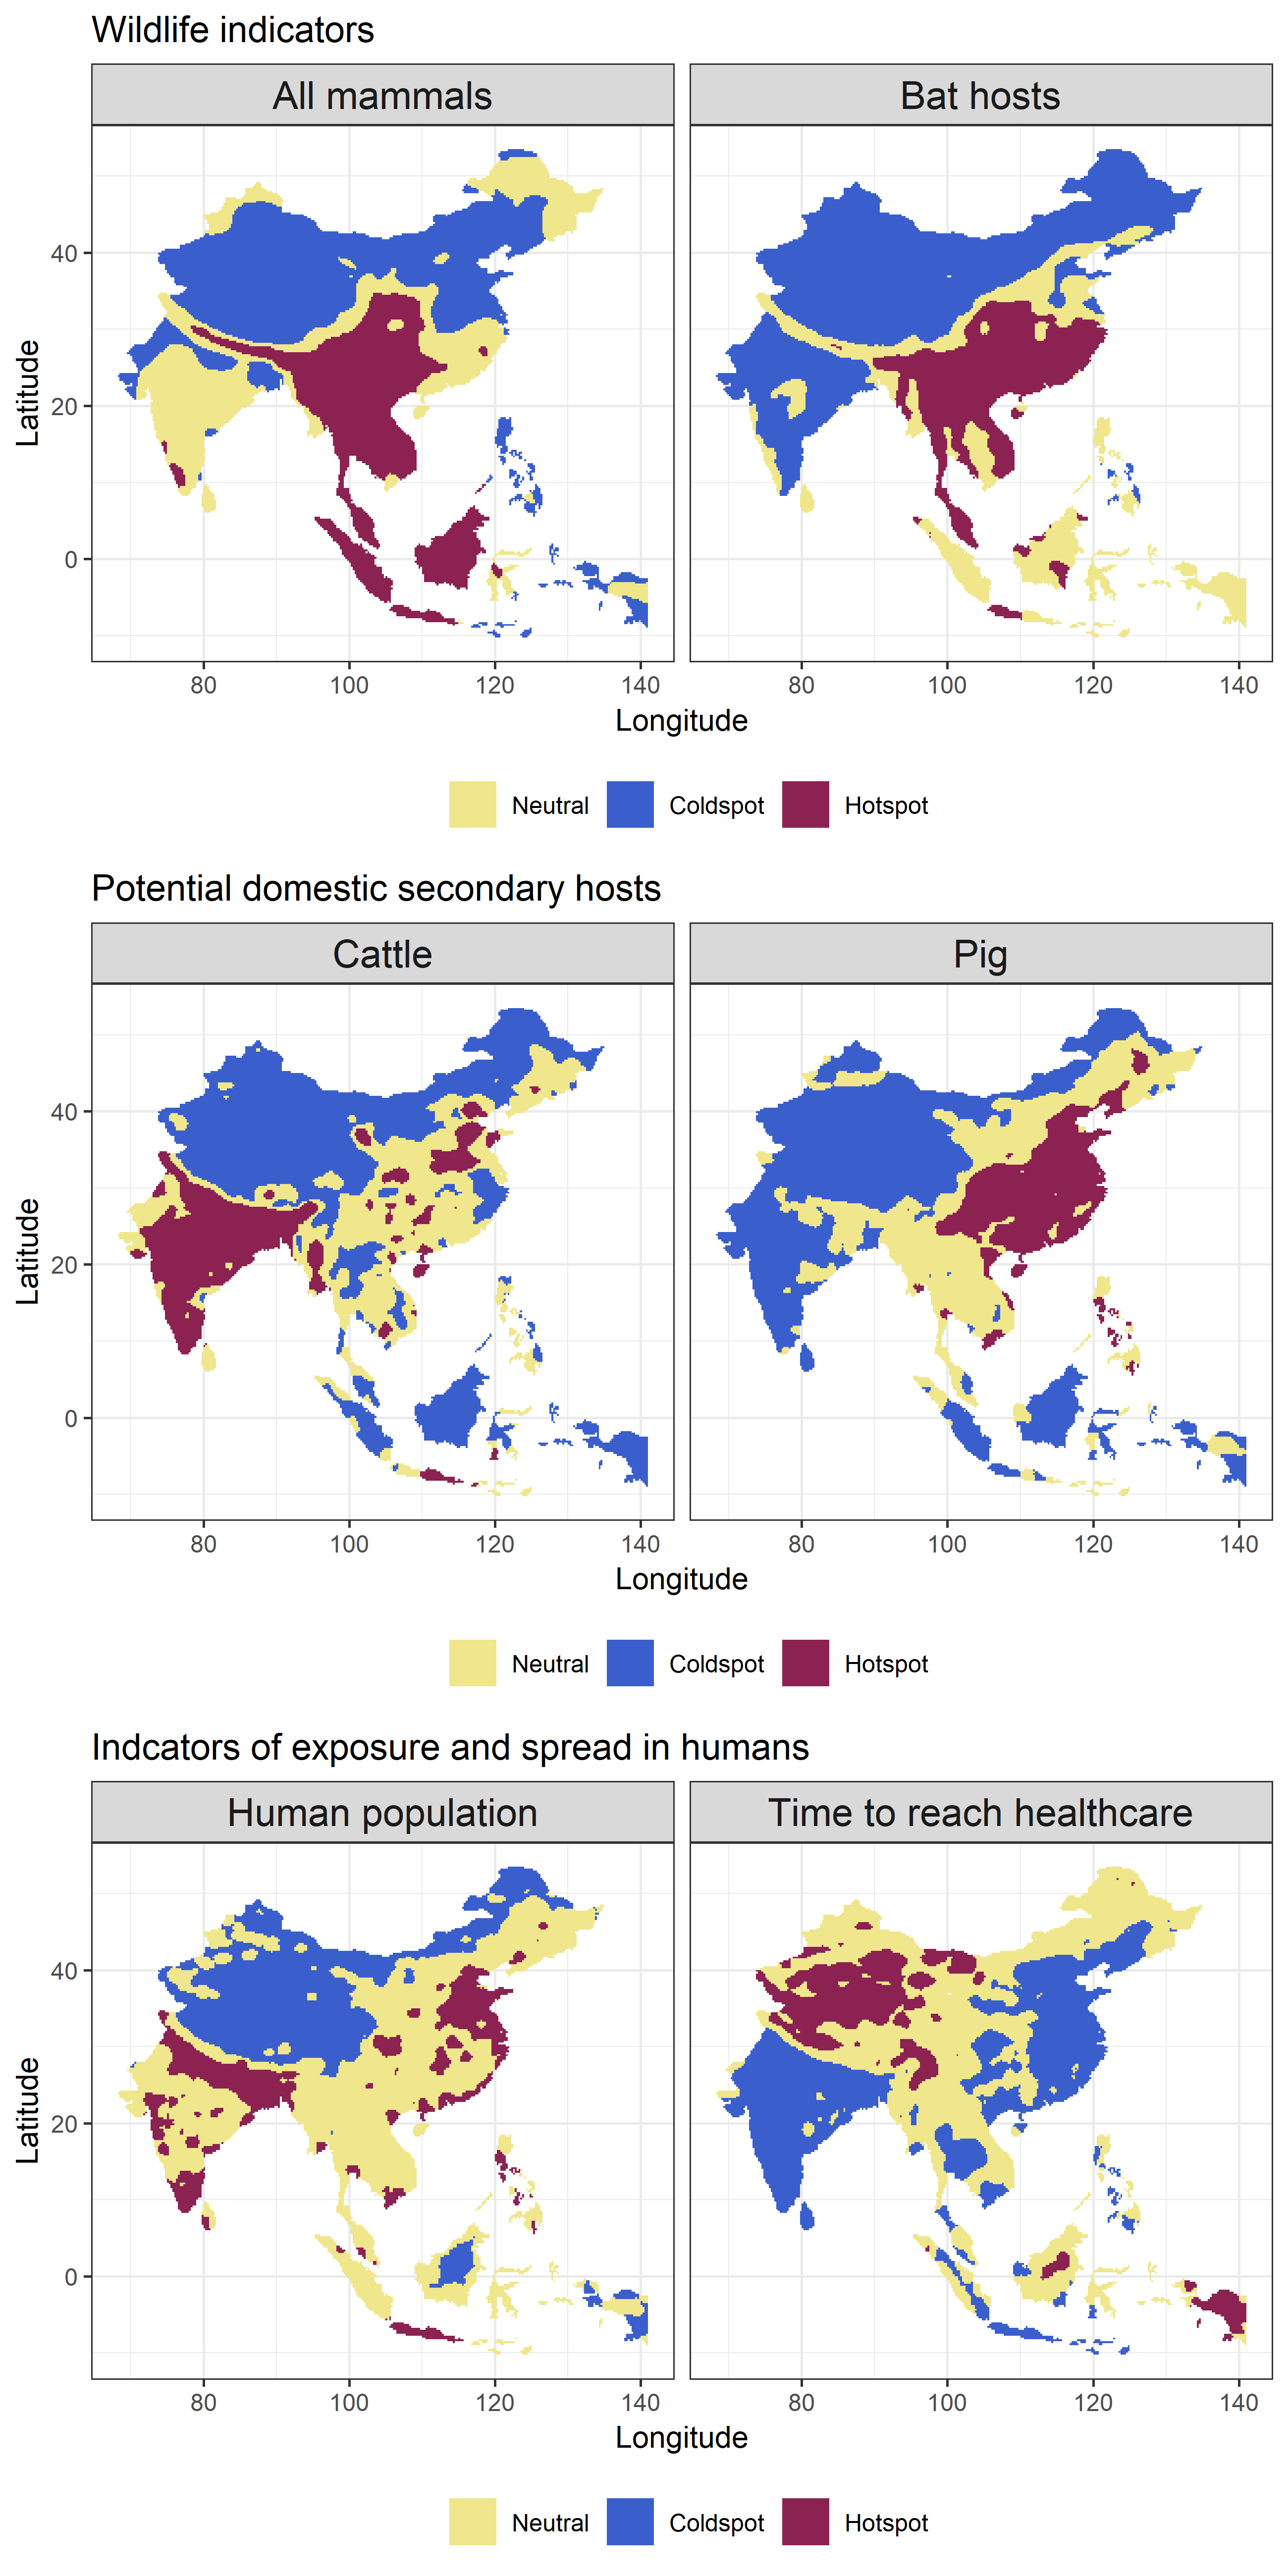 Wildlife indicators
All mammals
Bat hosts
Latitude
40
20
0
80 100 120 140
80 100 120 140
Longitude
Neutral Coldspot Hotspot
Potential domestic secondary hosts
Cattle
Pig
Latitude
40
20
0
80 100 120 140
80 100 120 140
Longitude
Neutral Coldspot Hotspot
Indcators of exposure and spread in humans
Human population
Time to reach healthcare
Latitude
40
20
0
80 100 120 140
80 100 120 140
Longitude
Neutral Coldspot Hotspot